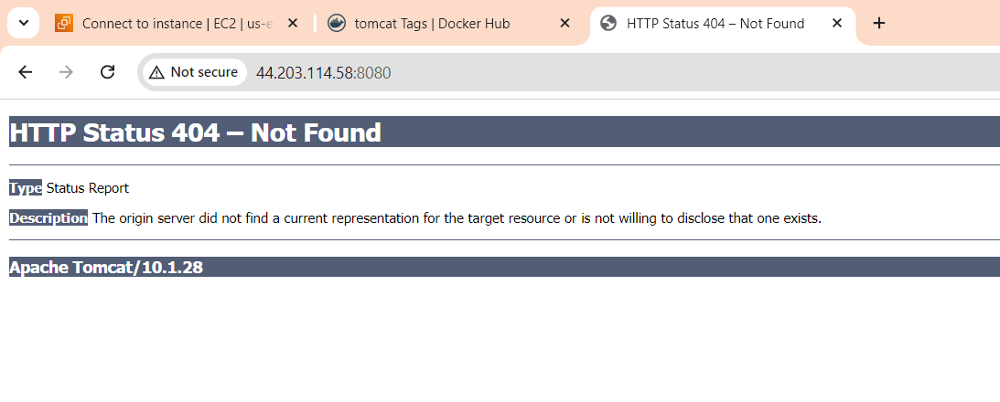 Connect to instance | EC2 | us-e
tomcat Tags | Docker Hub
HTTP Status 404 – Not Found
Not secure
44.203.114.58:8080
HTTP Status 404 – Not Found
Type Status Report
Description The origin server did not find a current representation for the target resource or is not willing to disclose that one exists.
Apache Tomcat/10.1.28